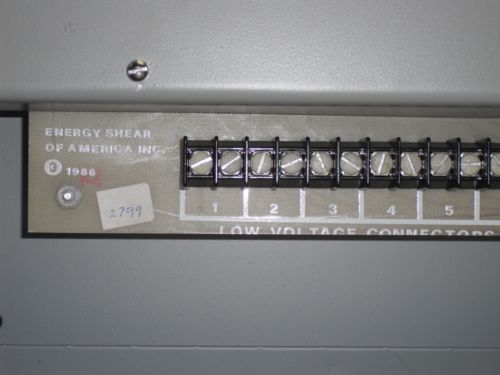 ENERGY SHEAR
OF AMERICA INC.
© 1986
2799
1 2 3 4 5
LOW VOLTAGE CONNECTORS